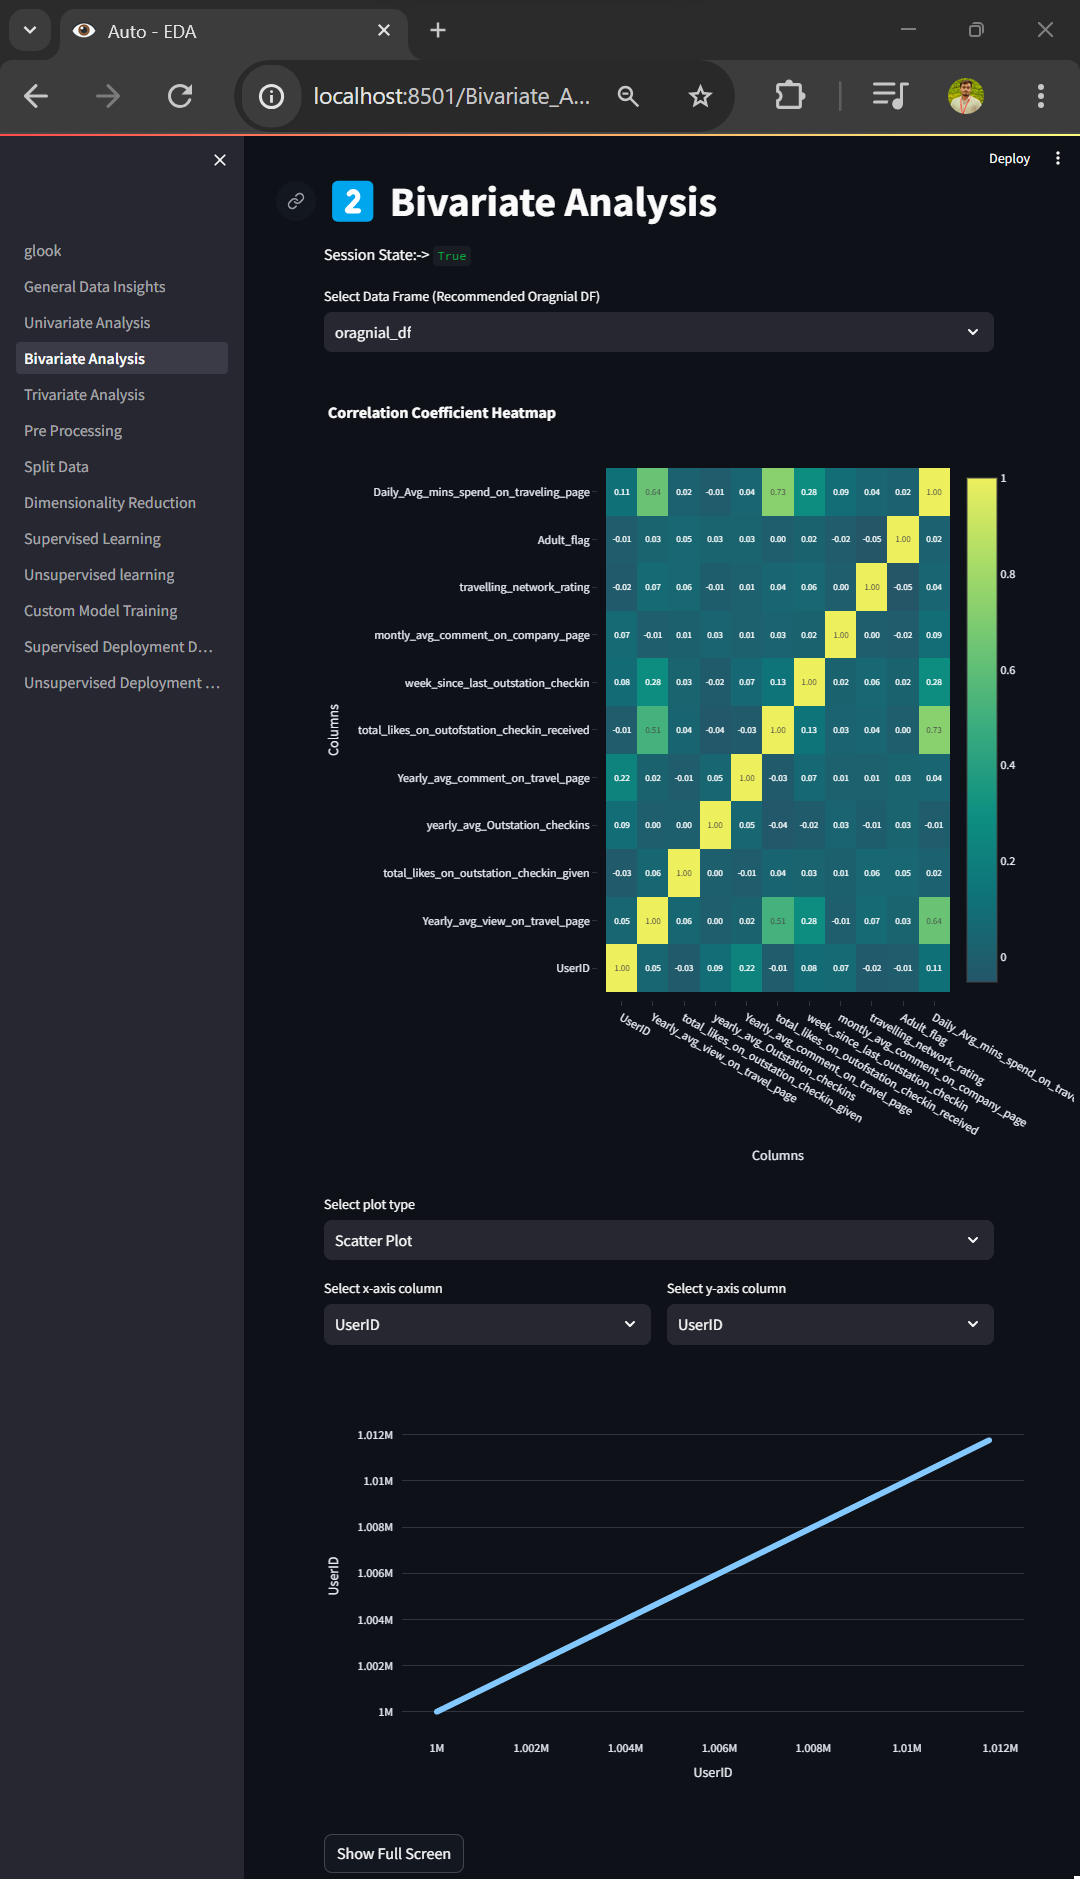 Auto - EDA
localhost:8501/Bivariate_A...
Deploy
2 Bivariate Analysis
Session State:-> True
glook
General Data Insights
Univariate Analysis
Bivariate Analysis
Trivariate Analysis
Pre Processing
Split Data
Dimensionality Reduction
Supervised Learning
Unsupervised learning
Custom Model Training
Supervised Deployment D...
Unsupervised Deployment ...
Select Data Frame (Recommended Oragnial DF)
oragnial_df
Correlation Coefficient Heatmap
Columns
Daily_Avg_mins_spend_on_traveling_page 0.11 0.64 0.02 -0.01 0.04 0.73 0.28 0.09 0.04 0.02 1.00
Adult_flag -0.01 0.03 0.05 0.03 0.03 0.00 0.02 -0.02 -0.05 1.00 0.02
travelling_network_rating -0.02 0.07 0.06 -0.01 0.01 0.04 0.06 0.00 1.00 -0.05 0.04
montly_avg_comment_on_company_page 0.07 -0.01 0.01 0.03 0.01 0.03 0.02 1.00 0.00 -0.02 0.09
week_since_last_outstation_checkin 0.08 0.28 0.03 -0.02 0.07 0.13 1.00 0.02 0.06 0.02 0.28
total_likes_on_outofstation_checkin_received -0.01 0.51 0.04 -0.04 -0.03 1.00 0.13 0.03 0.04 0.00 0.73
Yearly_avg_comment_on_travel_page 0.22 0.02 -0.01 0.05 1.00 -0.03 0.07 0.01 0.01 0.03 0.04
yearly_avg_Outstation_checkins 0.09 0.00 0.00 1.00 0.05 -0.04 -0.02 0.03 -0.01 0.03 -0.01
total_likes_on_outstation_checkin_given -0.03 0.06 1.00 0.00 -0.01 0.04 0.03 0.01 0.06 0.05 0.02
Yearly_avg_view_on_travel_page 0.05 1.00 0.06 0.00 0.02 0.51 0.28 -0.01 0.07 0.03 0.64
UserID 1.00 0.05 -0.03 0.09 0.22 -0.01 0.08 0.07 -0.02 -0.01 0.11
1
0.8
0.6
0.4
0.2
0
UserID
Yearly_avg_view_on_travel_page
total_likes_on_outstation_checkin_given
yearly_avg_Outstation_checkins
Yearly_avg_comment_on_travel_page
total_likes_on_outofstation_checkin_received
week_since_last_outstation_checkin
montly_avg_comment_on_company_page
travelling_network_rating
Adult_flag
Daily_Avg_mins_spend_on_trave
Columns
Select plot type
Scatter Plot
Select x-axis column
UserID
Select y-axis column
UserID
UserID
1.012M
1.01M
1.008M
1.006M
1.004M
1.002M
1M
1M 1.002M 1.004M 1.006M 1.008M 1.01M 1.012M
UserID
Show Full Screen